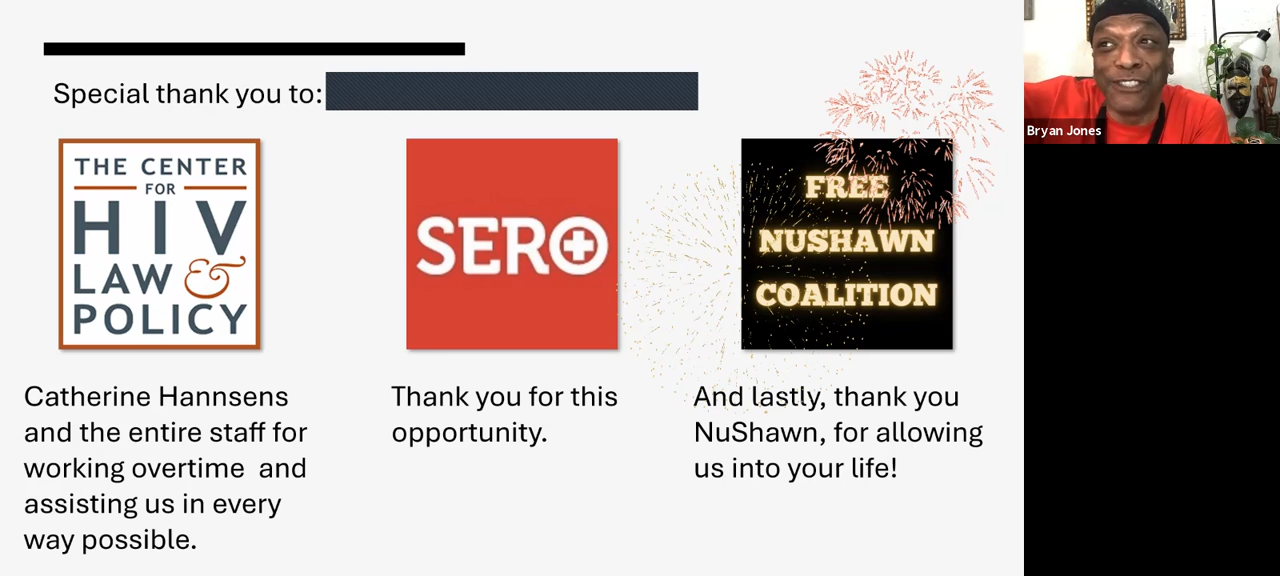 Special thank you to:
THE CENTER
FOR
HIV
LAW &
POLICY
SERO
FREE
NUSHAWN
COALITION
Catherine Hannsens
and the entire staff for
working overtime  and
assisting us in every
way possible.
Thank you for this
opportunity.
And lastly, thank you
NuShawn, for allowing
us into your life!
Bryan Jones